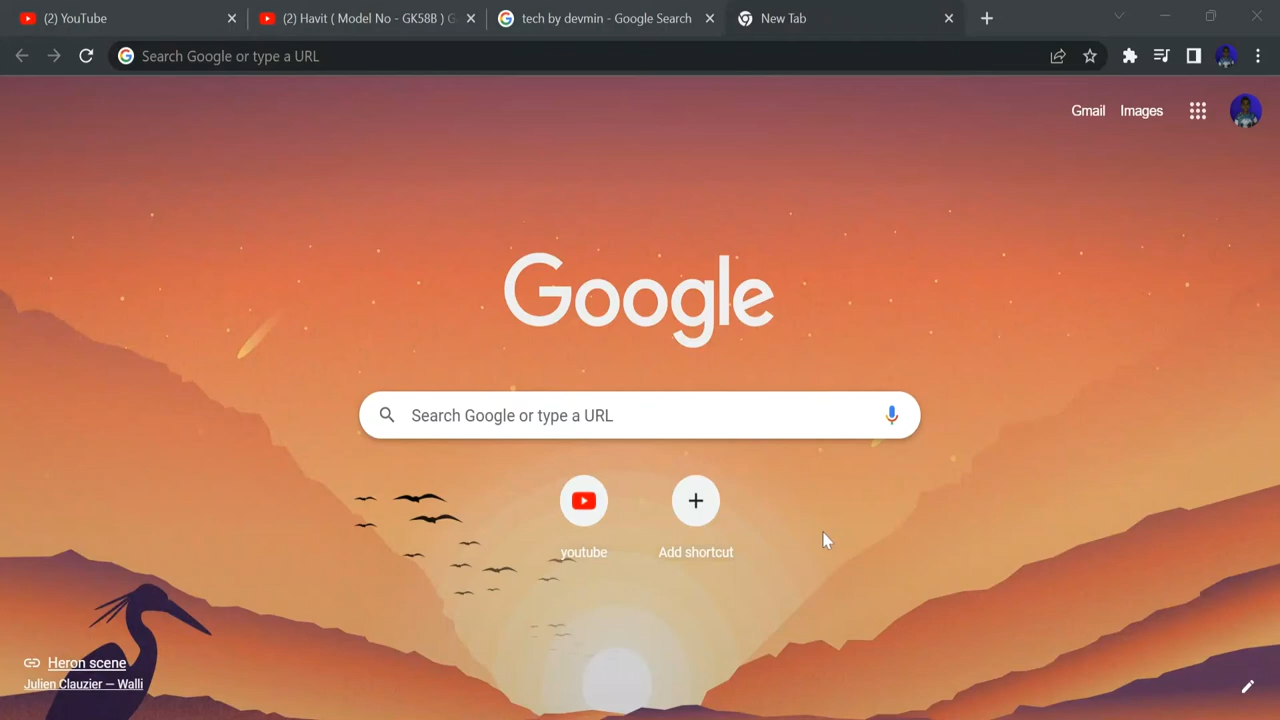 (2) YouTube
(2) Havit ( Model No - GK58B ) G
tech by devmin - Google Search
New Tab
Search Google or type a URL
Gmail Images
Google
Search Google or type a URL
youtube
Add shortcut
Heron scene
Julien Clauzier — Walli